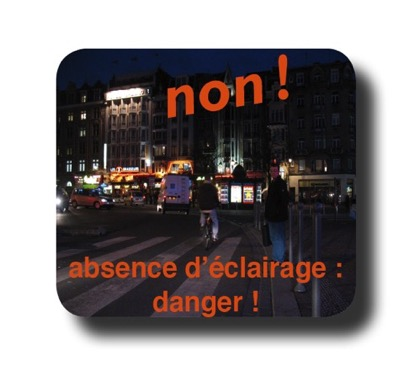 non!
absence d'éclairage :
danger !